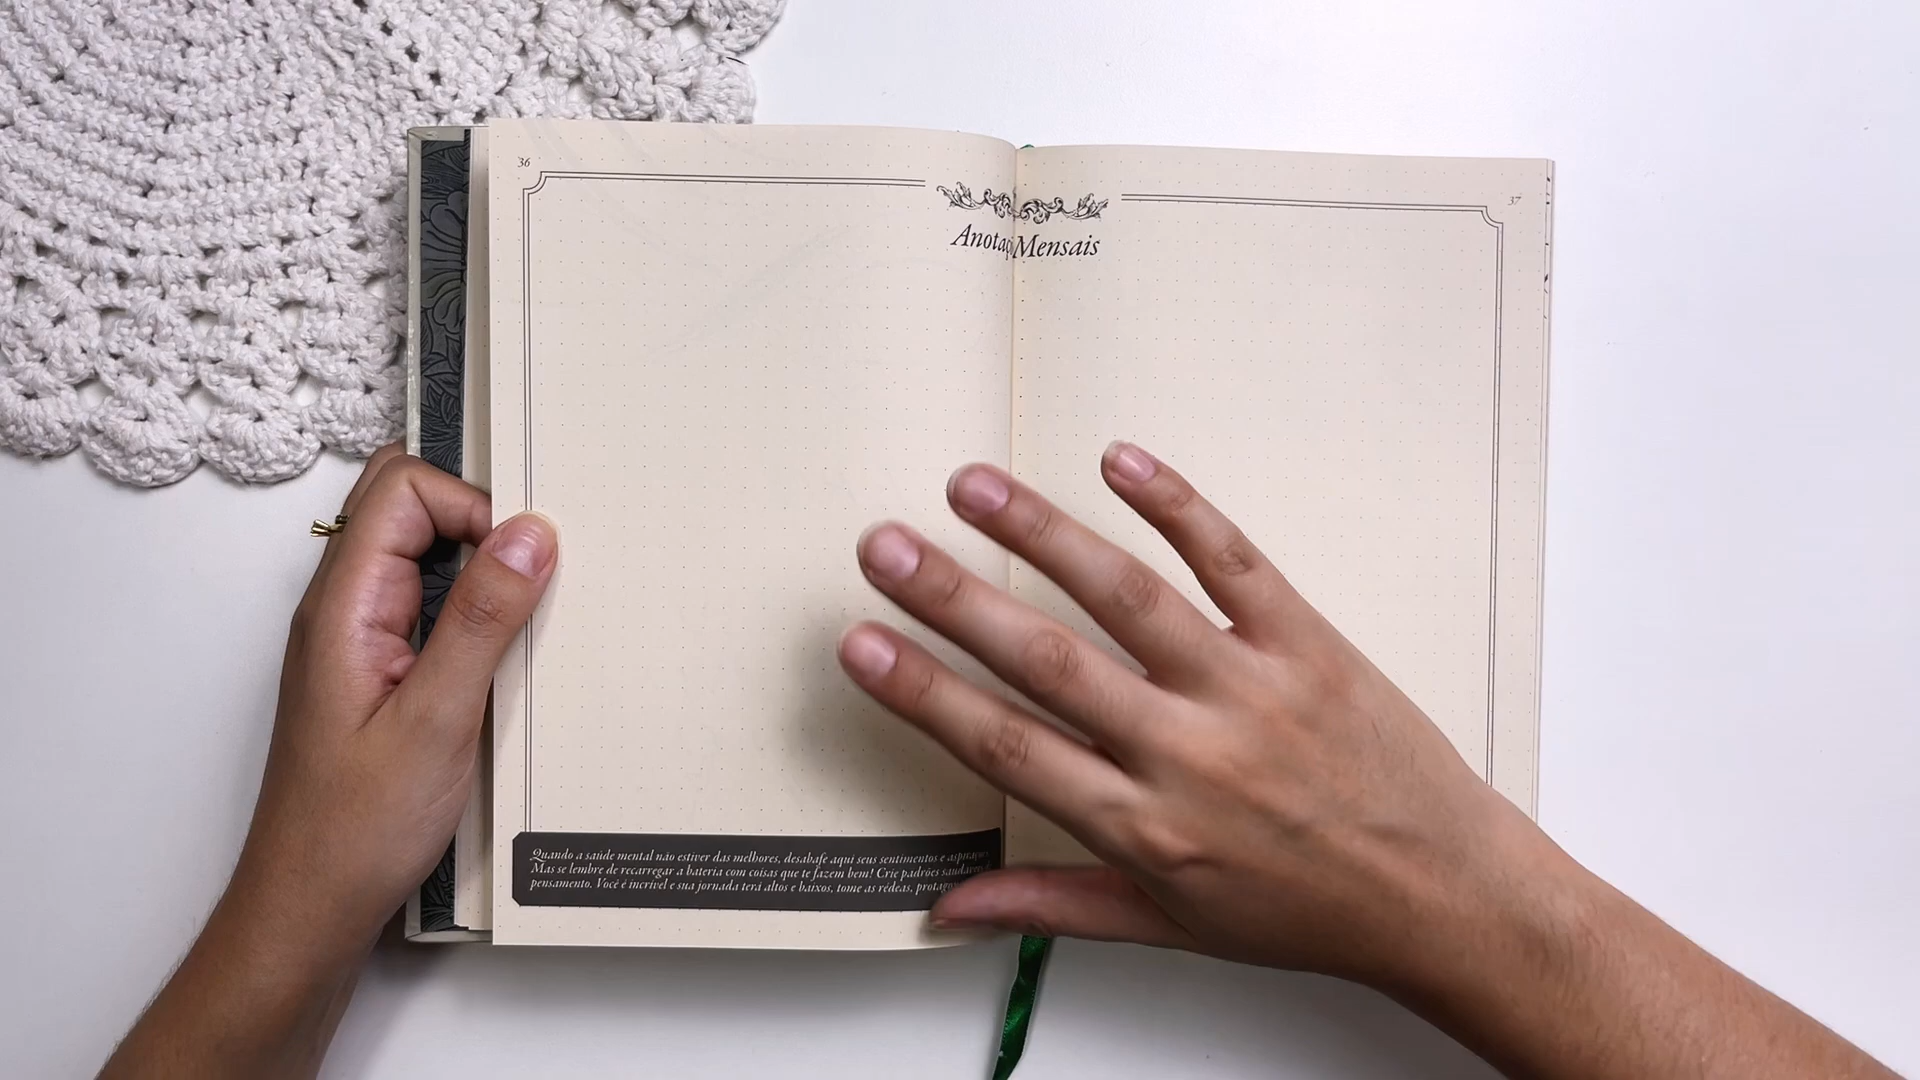 36
37
Anotaç Mensais
Quando a saúde mental não estiver das melhores, desabafe aqui seus sentimentos e
Mas se lembre de recarregar a bateria com coisas que te fazem bem! Crie padrões
pensamento. Você é incrível e sua jornada terá altos e baixos, tome as rédeas,